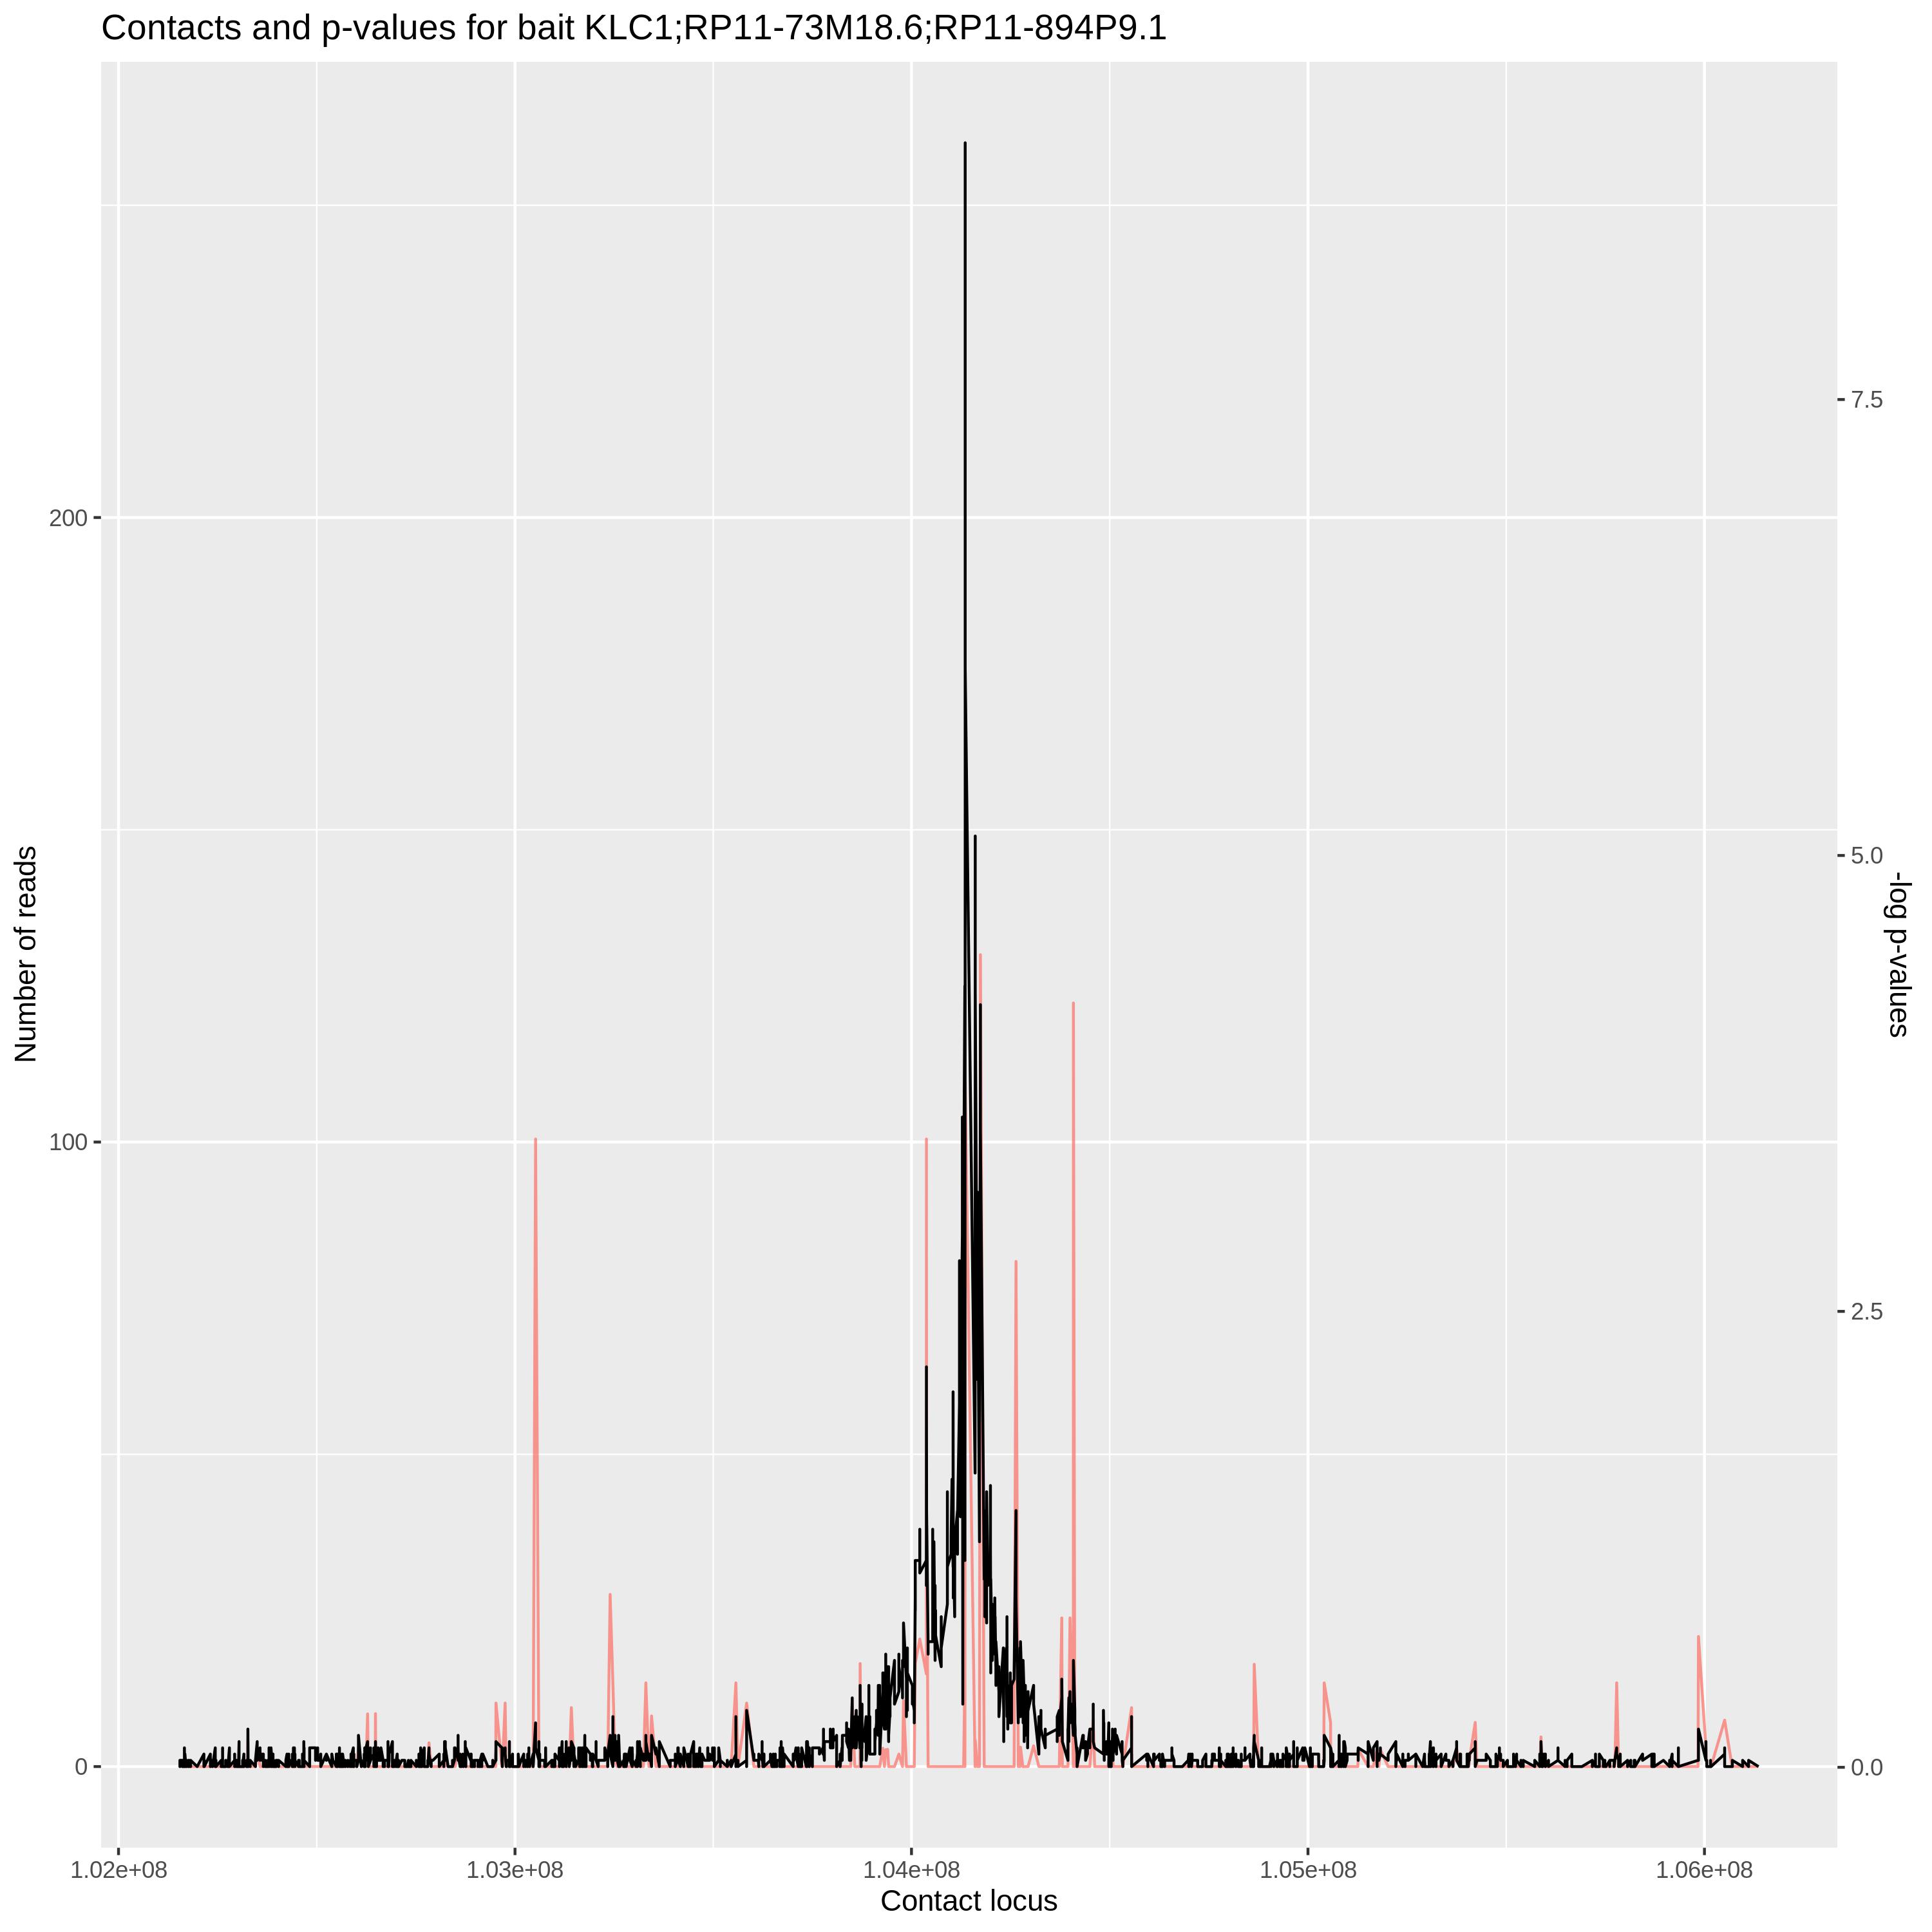 Contacts and p-values for bait KLC1;RP11-73M18.6;RP11-894P9.1
Number of reads
200
100
0
7.5
5.0
2.5
0.0
-log p-values
1.02e+08
1.03e+08
1.04e+08
1.05e+08
1.06e+08
Contact locus